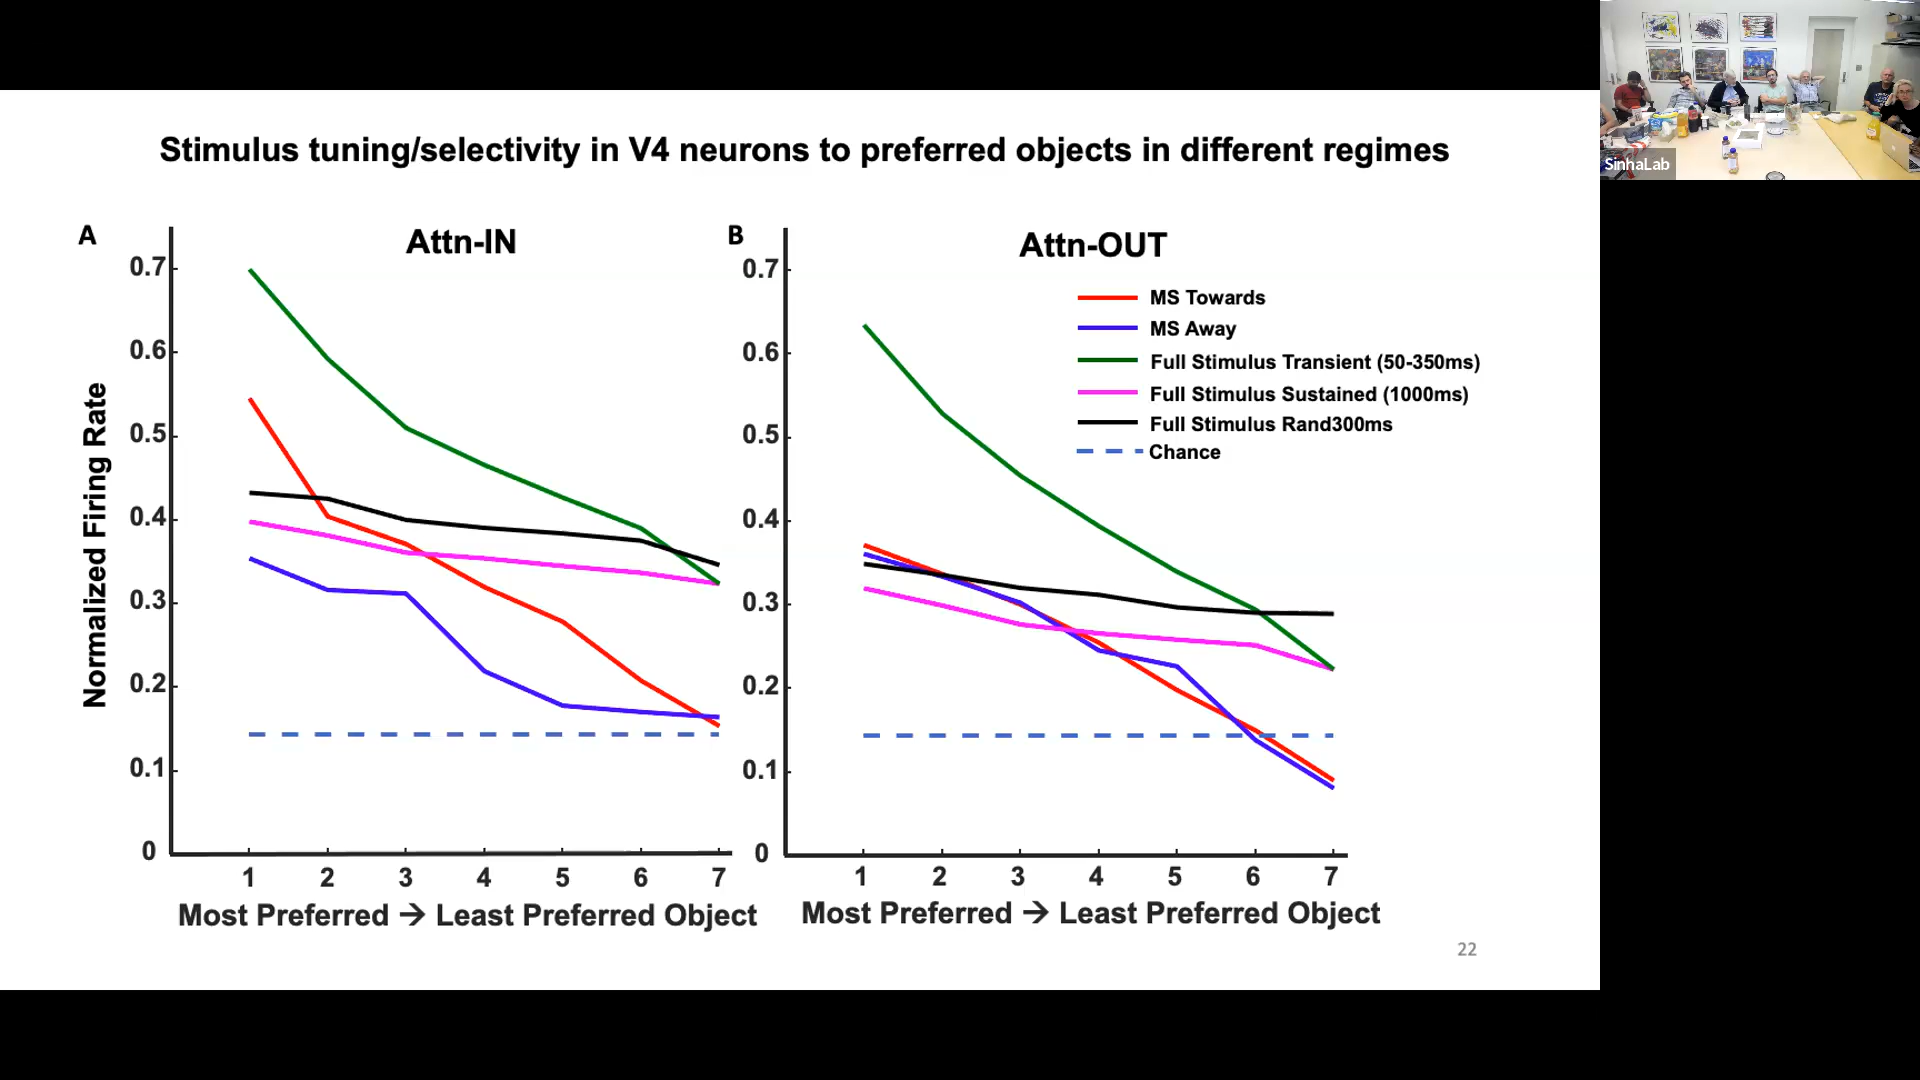 Stimulus tuning/selectivity in V4 neurons to preferred objects in different regimes
SinhaLab
A
Attn-IN
Normalized Firing Rate
0.7
0.6
0.5
0.4
0.3
0.2
0.1
0
1 2 3 4 5 6 7
Most Preferred → Least Preferred Object
B
Attn-OUT
0.7
0.6
0.5
0.4
0.3
0.2
0.1
0
MS Towards
MS Away
Full Stimulus Transient (50-350ms)
Full Stimulus Sustained (1000ms)
Full Stimulus Rand300ms
Chance
1 2 3 4 5 6 7
Most Preferred → Least Preferred Object
22